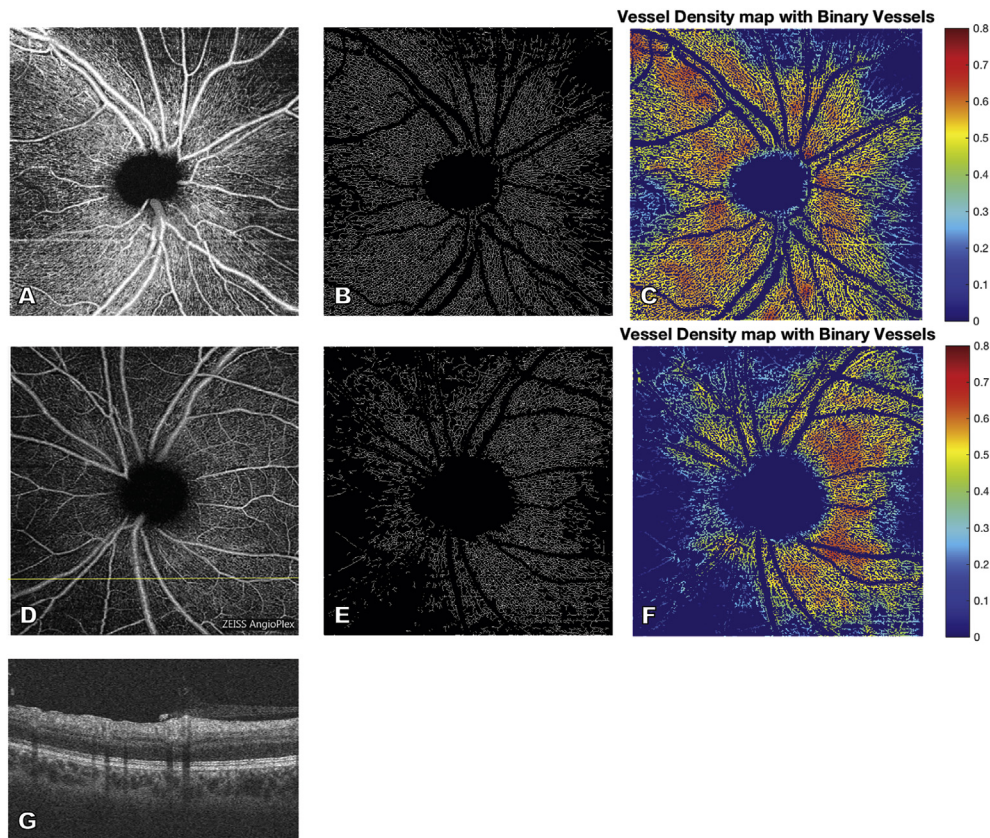 Vessel Density map with Binary Vessels
0.8
0.7
0.6
0.5
0.4
0.3
0.2
0.1
0
A
B
C
Vessel Density map with Binary Vessels
0.8
0.7
0.6
0.5
0.4
0.3
0.2
0.1
0
ZEISS AngioPlex
D
E
F
G